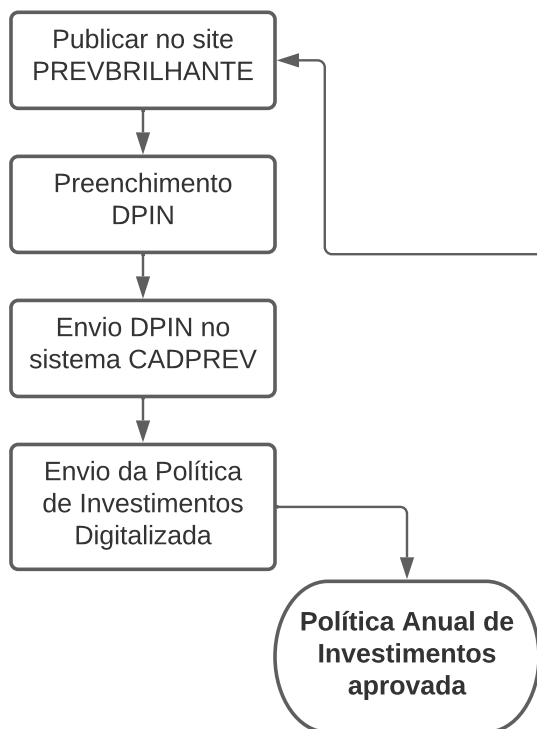 Publicar no site
PREVBRILHANTE
Preenchimento
DPIN
Envio DPIN no
sistema CADPREV
Envio da Política
de Investimentos
Digitalizada
Política Anual de
Investimentos
aprovada